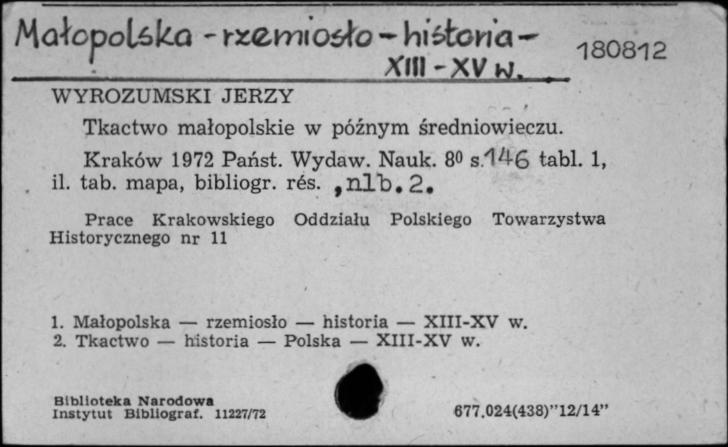 Małopolska - rzemiosło - historia -
180812
XIII - XV w.
WYROZUMSKI JERZY
Tkactwo małopolskie w późnym średniowieczu.
Kraków 1972 Państ. Wydaw. Nauk. 8⁰ s.146 tabl. 1,
il. tab. mapa, bibliogr. rés. ,nlb.2.
Prace Krakowskiego Oddziału Polskiego Towarzystwa
Historycznego nr 11
1. Małopolska — rzemiosło — historia — XIII-XV w.
2. Tkactwo — historia — Polska — XIII-XV w.
Biblioteka Narodowa
Instytut Bibliograf. 11227/72
677.024(438)"12/14"